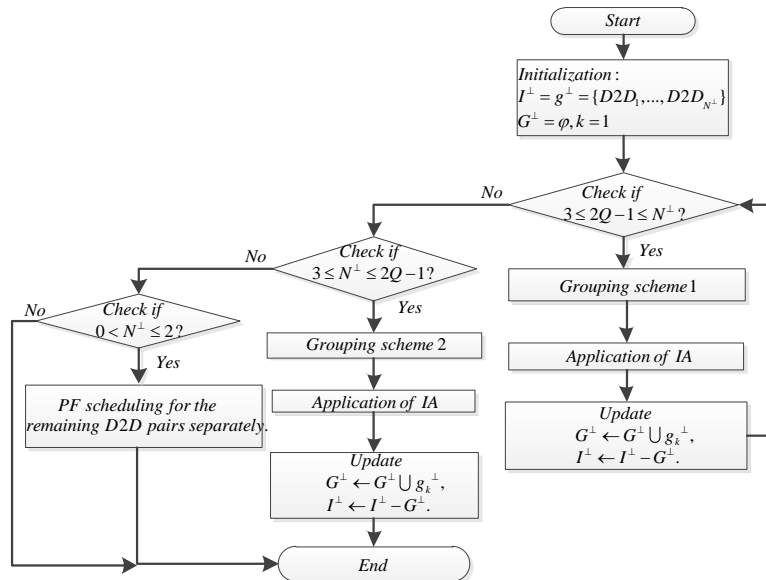 Start
Initialization :
I^⊥ = g^⊥ = {D2D_1,...,D2D_{N^⊥}}
G^⊥ = φ, k = 1
Check if
3 ≤ 2Q − 1 ≤ N^⊥ ?
No
Yes
Grouping scheme 1
Application of IA
Update
G^⊥ ← G^⊥ ∪ g_k^⊥,
I^⊥ ← I^⊥ − G^⊥.
Check if
3 ≤ N^⊥ ≤ 2Q − 1?
No
Yes
Grouping scheme 2
Application of IA
Update
G^⊥ ← G^⊥ ∪ g_k^⊥,
I^⊥ ← I^⊥ − G^⊥.
Check if
0 < N^⊥ ≤ 2?
No
Yes
PF scheduling for the
remaining D2D pairs separately.
End